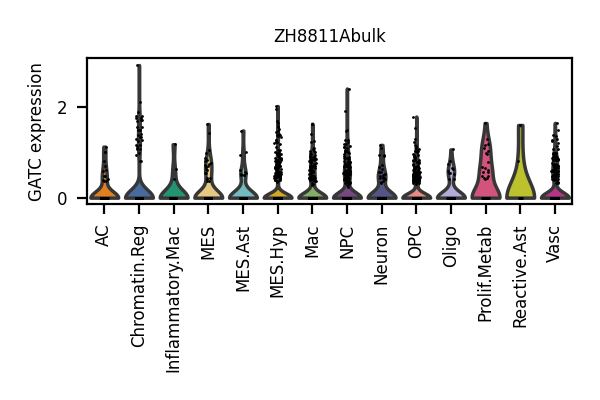 ZH8811Abulk
GATC expression
2
0
AC
Chromatin.Reg
Inflammatory.Mac
MES
MES.Ast
MES.Hyp
Mac
NPC
Neuron
OPC
Oligo
Prolif.Metab
Reactive.Ast
Vasc